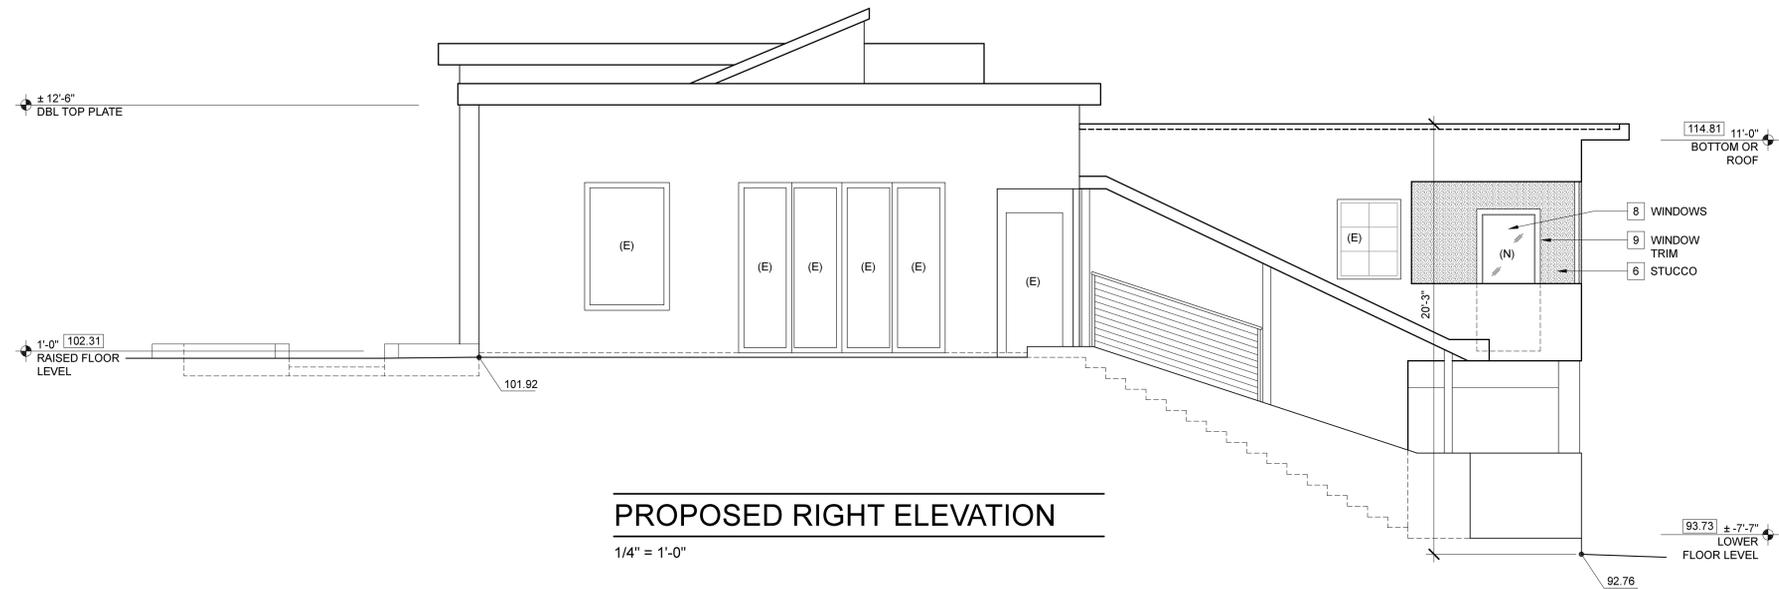 ± 12'-6"
DBL TOP PLATE
114.81 11'-0"
BOTTOM OR
ROOF
8 WINDOWS
9 WINDOW
TRIM
6 STUCCO
(E)
(E) (E) (E) (E)
(E)
(E)
(N)
20'-3"
1'-0" 102.31
RAISED FLOOR
LEVEL
101.92
PROPOSED RIGHT ELEVATION
1/4" = 1'-0"
93.73 ± -7'-7"
LOWER
FLOOR LEVEL
92.76